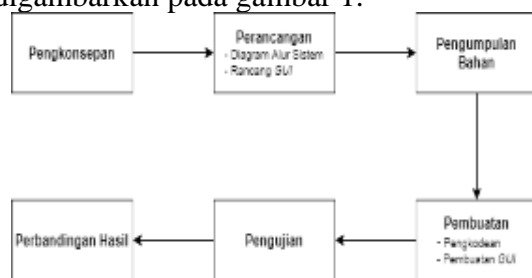 digambarkan pada gambar 1.
Pengkonsepan
Perancangan
- Diagram Alur Sistem
- Rancang GUI
Pengumpulan
Bahan
Perbandingan Hasil
Pengujian
Pembuatan
- Pengkodean
- Pembuatan GUI